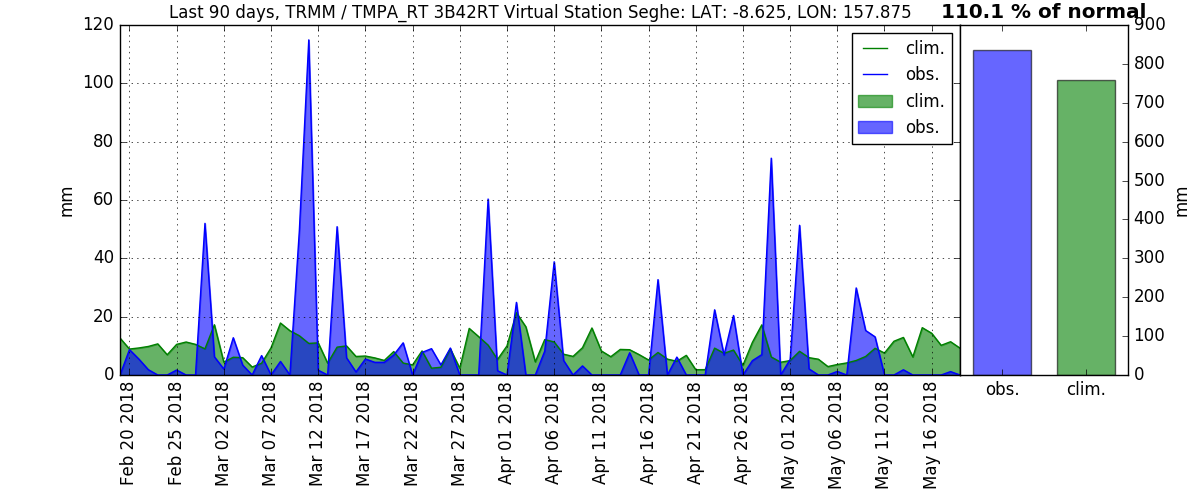 Last 90 days, TRMM / TMPA_RT 3B42RT Virtual Station Seghe: LAT: -8.625, LON: 157.875
110.1 % of normal
mm
120
100
80
60
40
20
0
clim.
obs.
clim.
obs.
900
800
700
600
500
400
300
200
100
0
mm
Feb 20 2018
Feb 25 2018
Mar 02 2018
Mar 07 2018
Mar 12 2018
Mar 17 2018
Mar 22 2018
Mar 27 2018
Apr 01 2018
Apr 06 2018
Apr 11 2018
Apr 16 2018
Apr 21 2018
Apr 26 2018
May 01 2018
May 06 2018
May 11 2018
May 16 2018
obs.
clim.